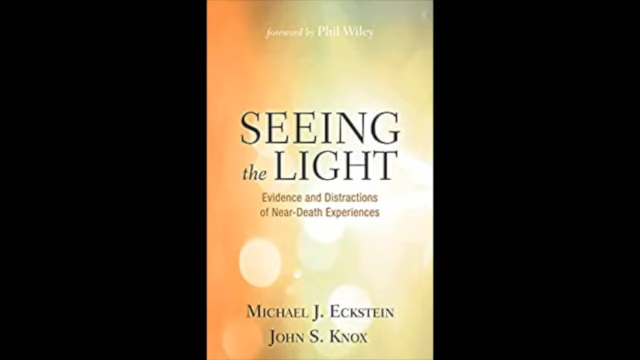 foreword by Phil Wiley
SEEING
the LIGHT
Evidence and Distractions
of Near-Death Experiences
MICHAEL J. ECKSTEIN
JOHN S. KNOX